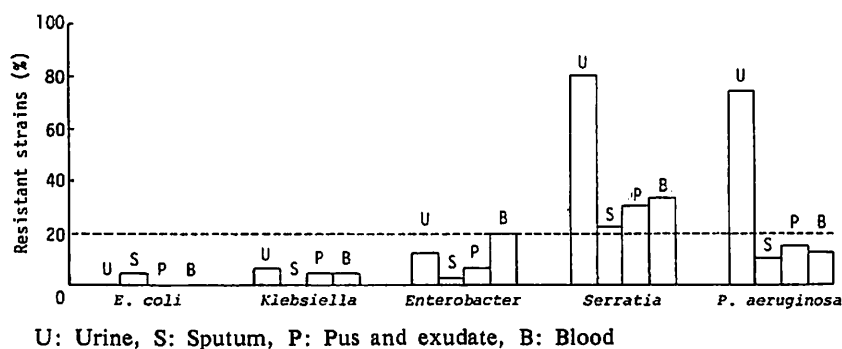 Resistant strains (%)
100
80
60
40
20
0
U S P B
U S P B
U S P B
U S P B
U S P B
E. coli Klebsiella Enterobacter Serratia P. aeruginosa
U: Urine, S: Sputum, P: Pus and exudate, B: Blood